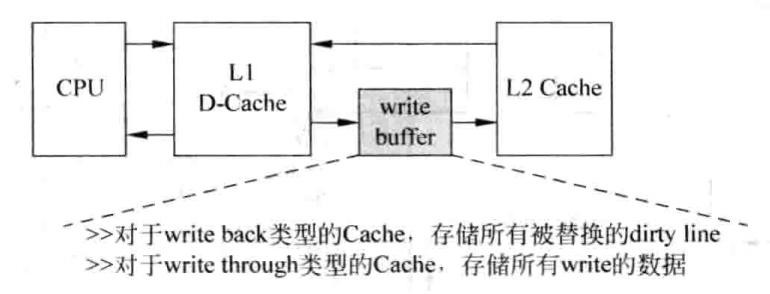 CPU
L1
D-Cache
write
buffer
L2 Cache
>>对于write back类型的Cache，存储所有被替换的dirty line
>>对于write through类型的Cache，存储所有write的数据